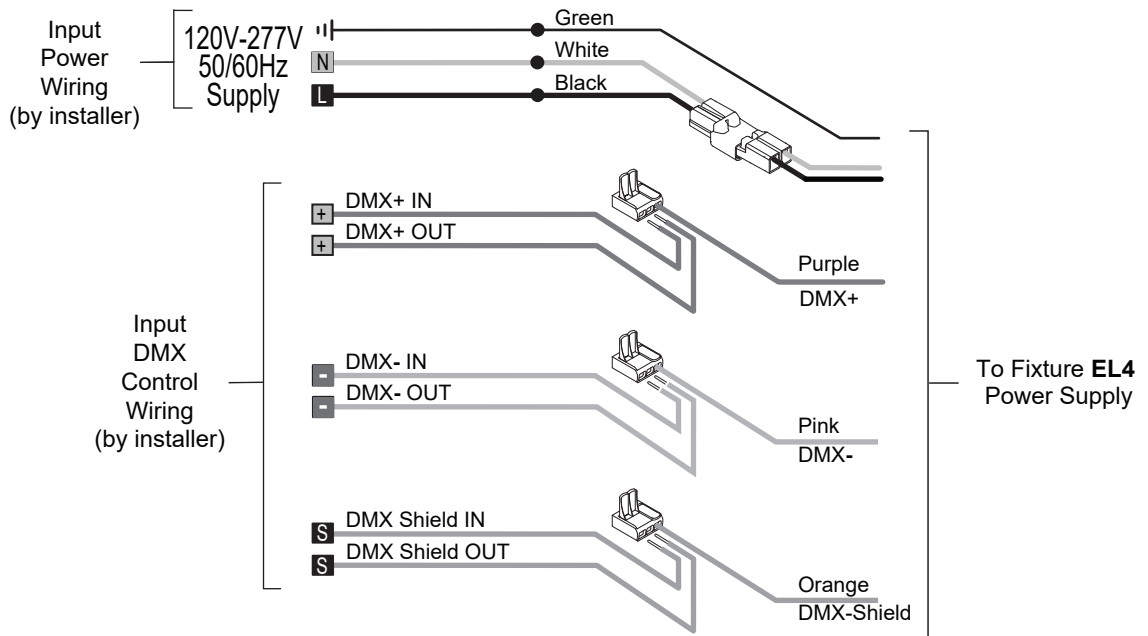 Input
Power
Wiring
(by installer)
120V-277V
50/60Hz
Supply
N
L
Green
White
Black
Input
DMX
Control
Wiring
(by installer)
+
DMX+ IN
+
DMX+ OUT
Purple
DMX+
-
DMX- IN
-
DMX- OUT
Pink
DMX-
S
DMX Shield IN
S
DMX Shield OUT
Orange
DMX-Shield
To Fixture EL4
Power Supply